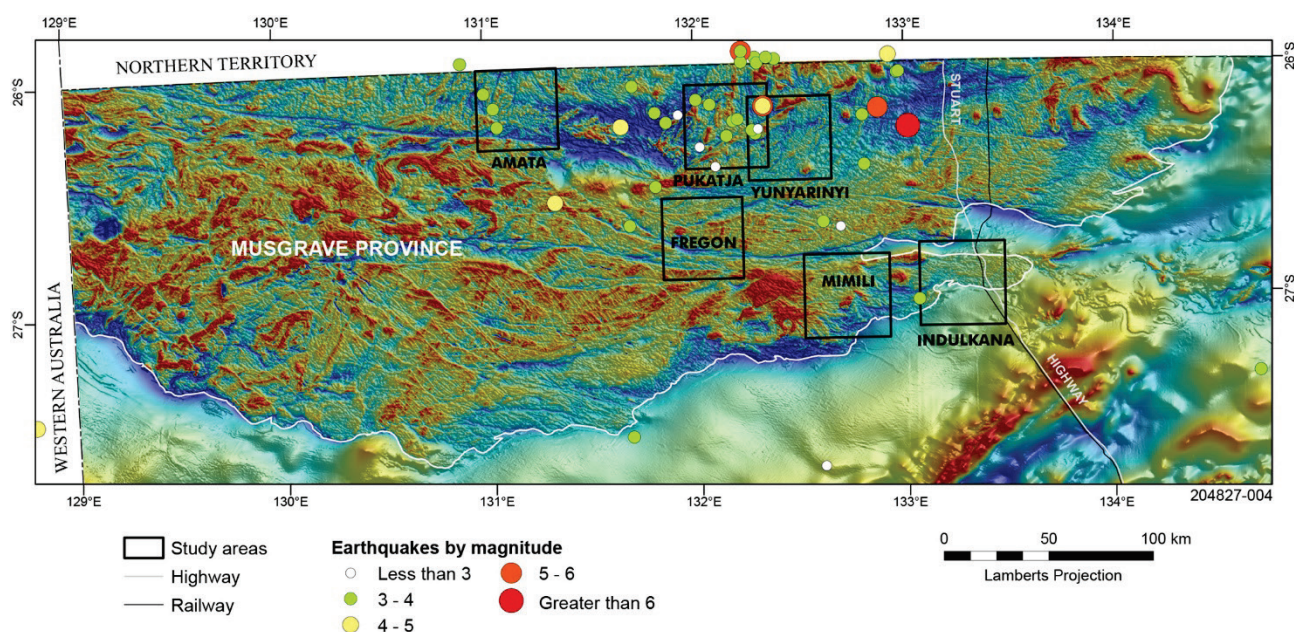 129°E 130°E 131°E 132°E 133°E 134°E
NORTHERN TERRITORY
26°S 26°S
STUART
AMATA
PUKATJA
YUNYARINYI
MUSGRAVE PROVINCE
FREGON
MIMILI
27°S
27°S
INDULKANA
WESTERN AUSTRALIA
HIGHWAY
204827-004
129°E 130°E 131°E 132°E 133°E 134°E
Study areas
Highway
Railway
Earthquakes by magnitude
Less than 3
3 - 4
4 - 5
5 - 6
Greater than 6
0 50 100 km
Lamberts Projection